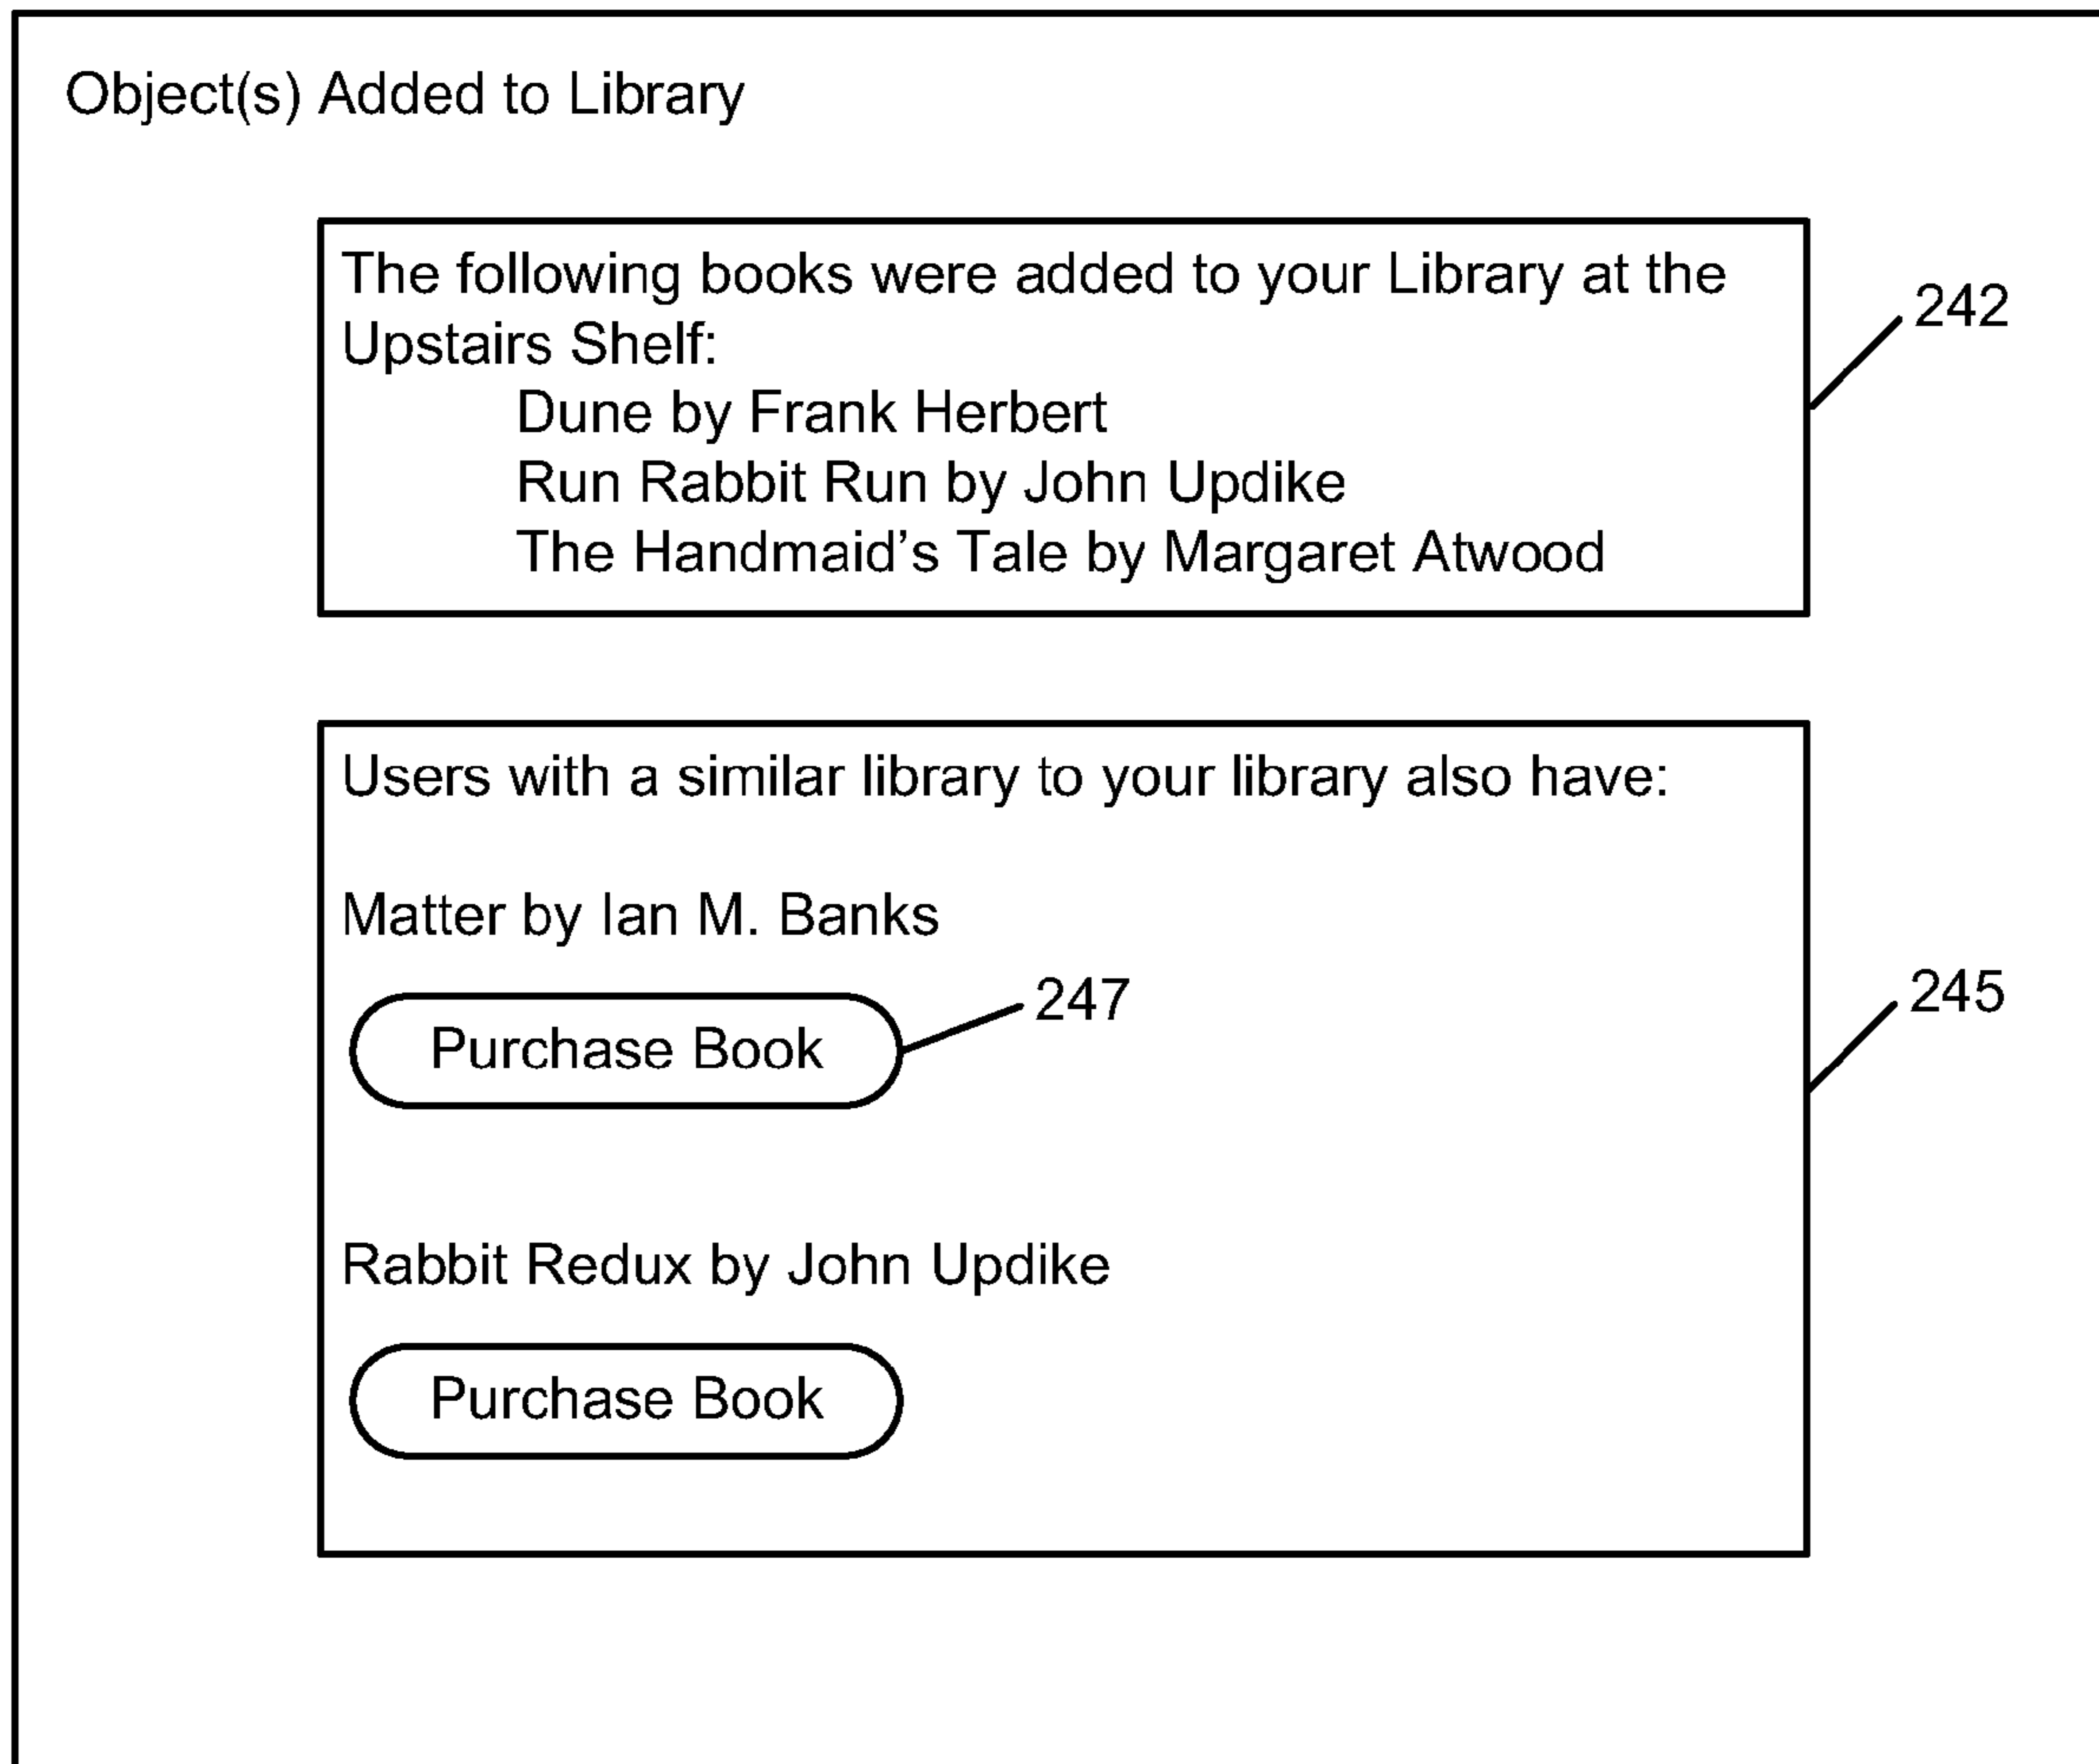 Object(s) Added to Library
The following books were added to your Library at the
Upstairs Shelf:
Dune by Frank Herbert
Run Rabbit Run by John Updike
The Handmaid’s Tale by Margaret Atwood
242
Users with a similar library to your library also have:
Matter by Ian M. Banks
Purchase Book
247
245
Rabbit Redux by John Updike
Purchase Book